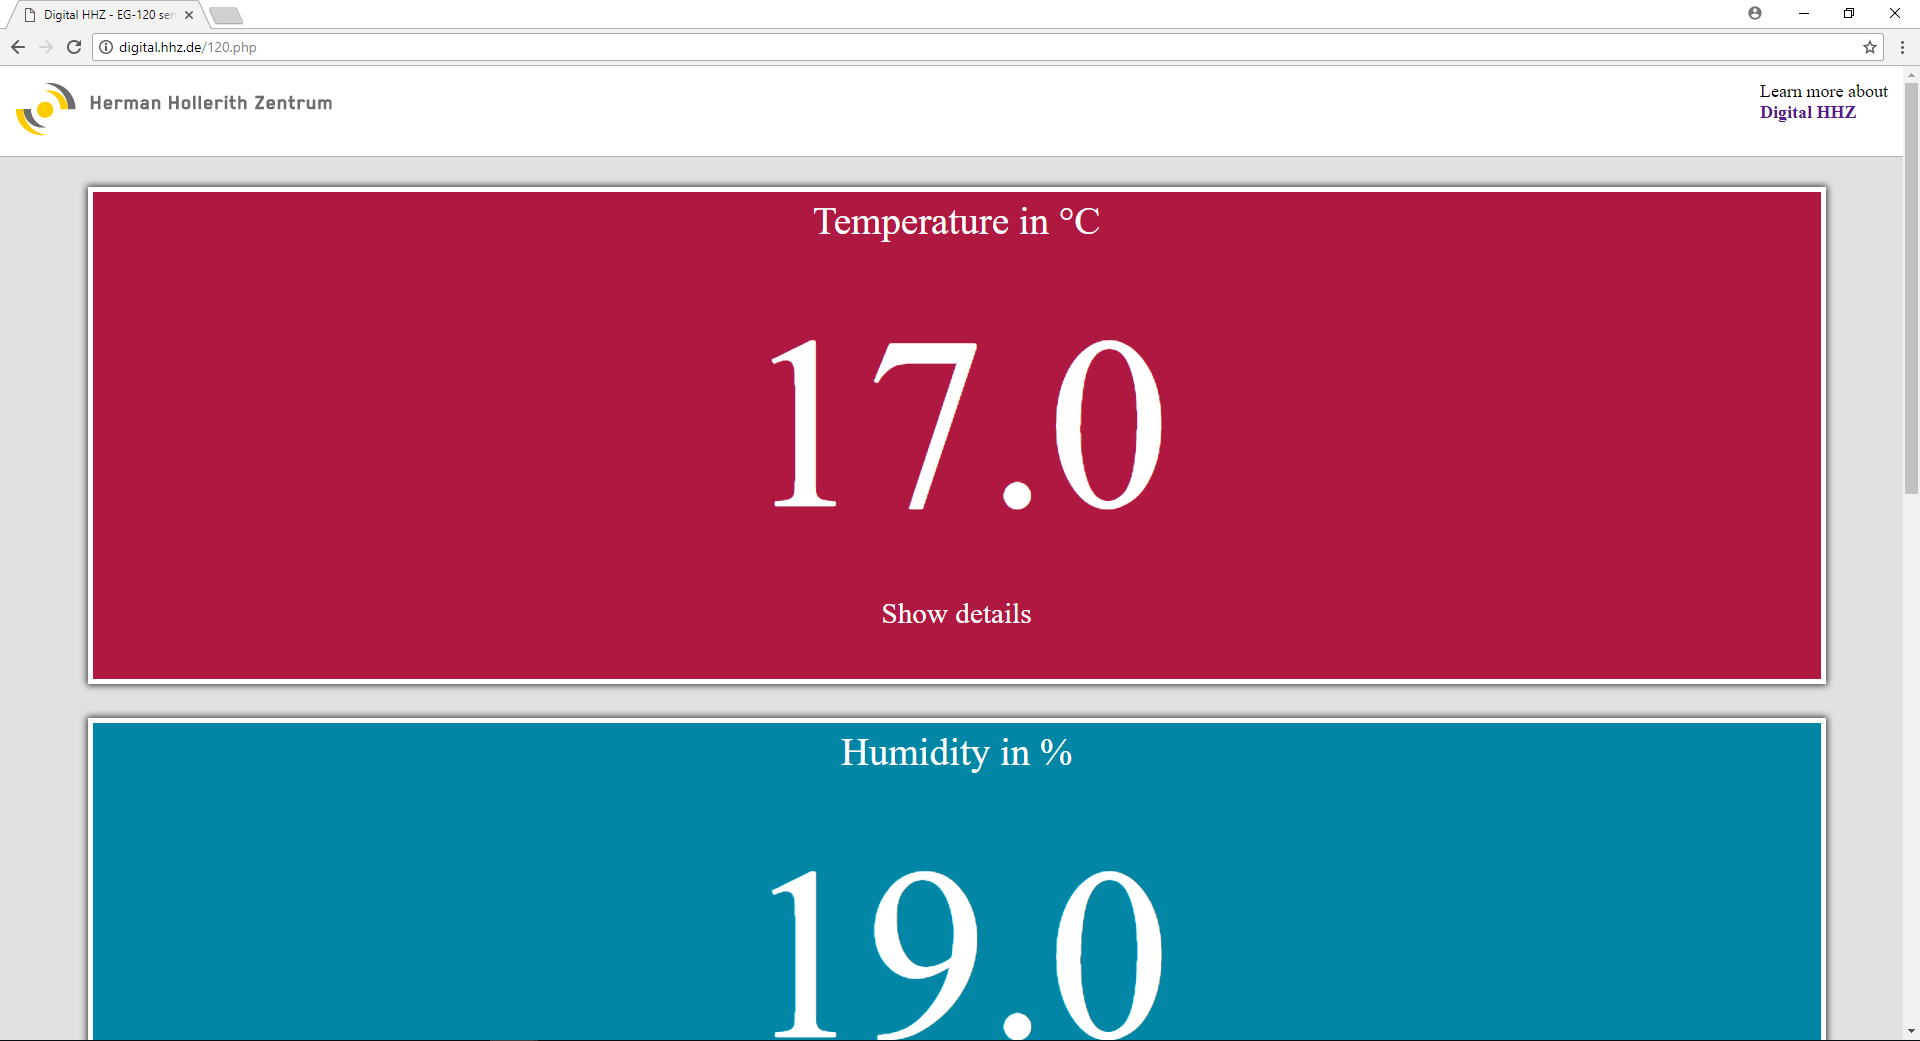 Digital HHZ - EG-120 sen
digital.hhz.de/120.php
Herman Hollerith Zentrum
Learn more about
Digital HHZ
Temperature in °C
17.0
Show details
Humidity in %
19.0